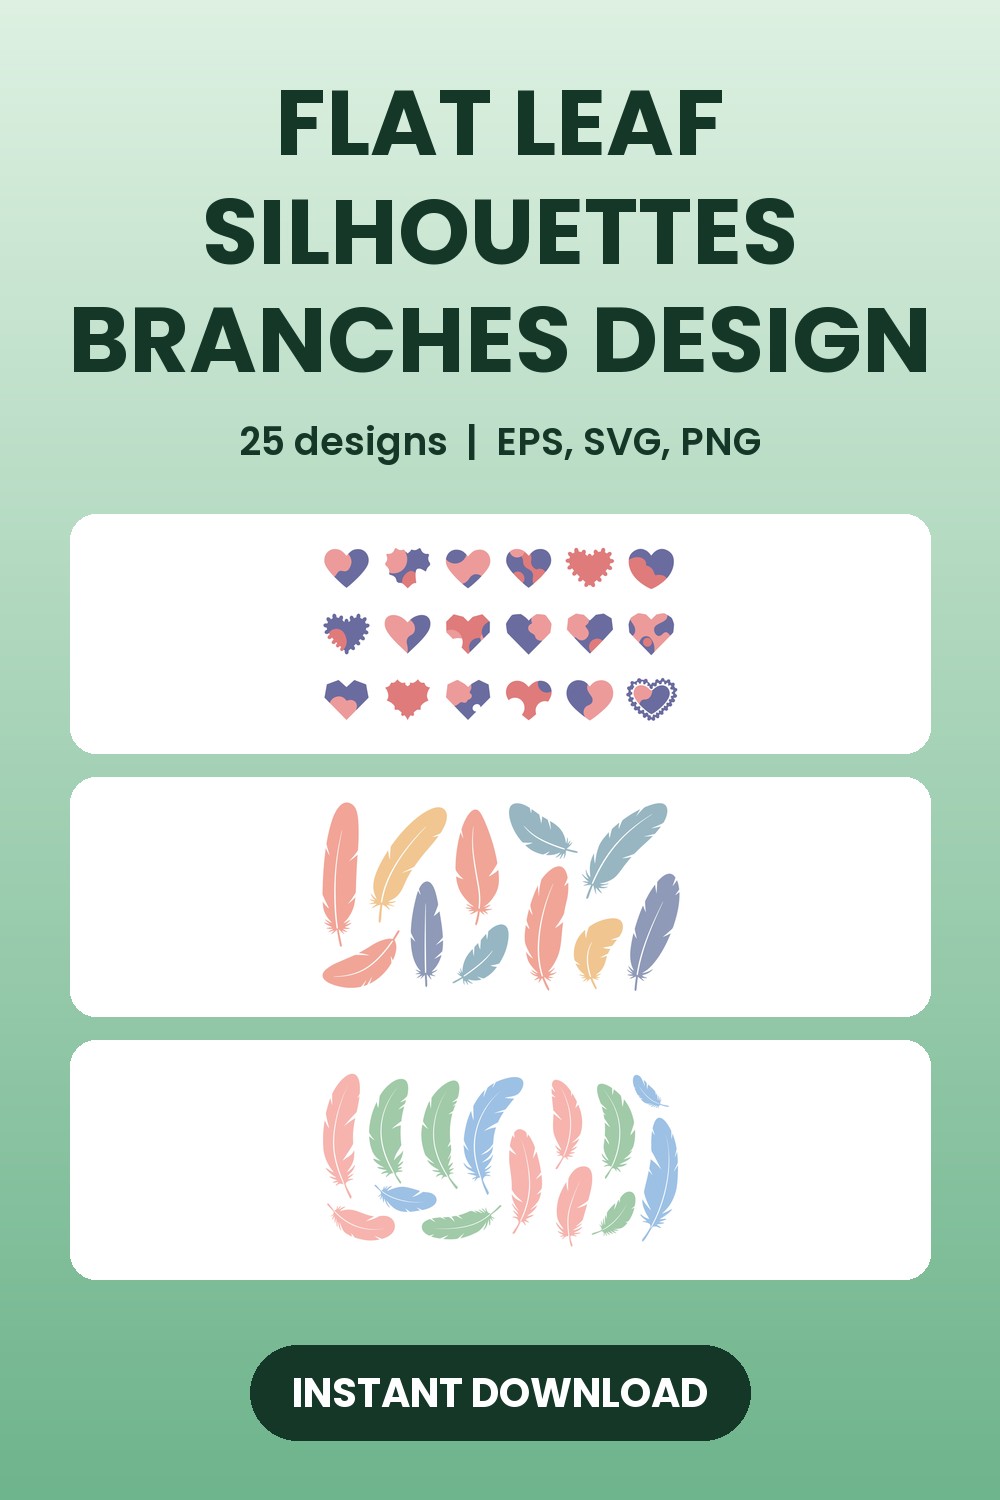 FLAT LEAF
SILHOUETTES
BRANCHES DESIGN
25 designs | EPS, SVG, PNG
INSTANT DOWNLOAD